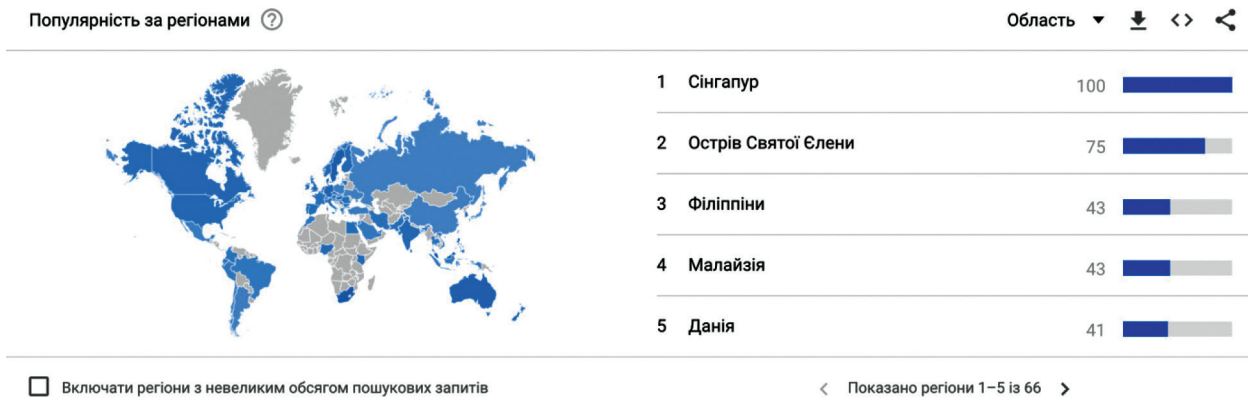 Популярність за регіонами ?
Область
1 Сінгапур 100
2 Острів Святої Єлени 75
3 Філіппіни 43
4 Малайзія 43
5 Данія 41
Включати регіони з невеликим обсягом пошукових запитів
Показано регіони 1–5 із 66